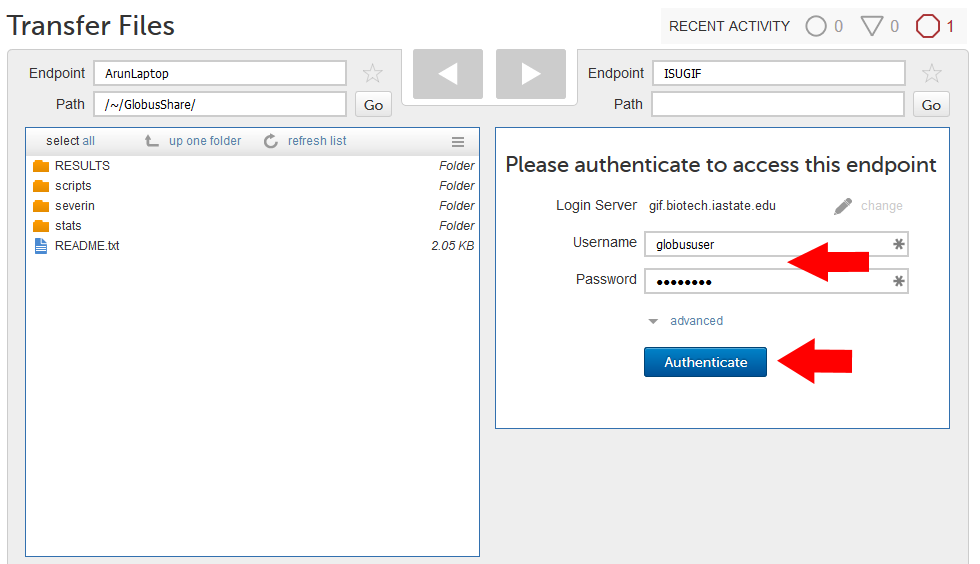 Transfer Files
RECENT ACTIVITY 0 0 1
Endpoint ArunLaptop
Path /~/GlobusShare/ Go
Endpoint ISUGIF
Path Go
select all up one folder refresh list
RESULTS Folder
scripts Folder
severin Folder
stats Folder
README.txt 2.05 KB
Please authenticate to access this endpoint
Login Server gif.biotech.iastate.edu change
Username globususer
Password ••••••••
advanced
Authenticate